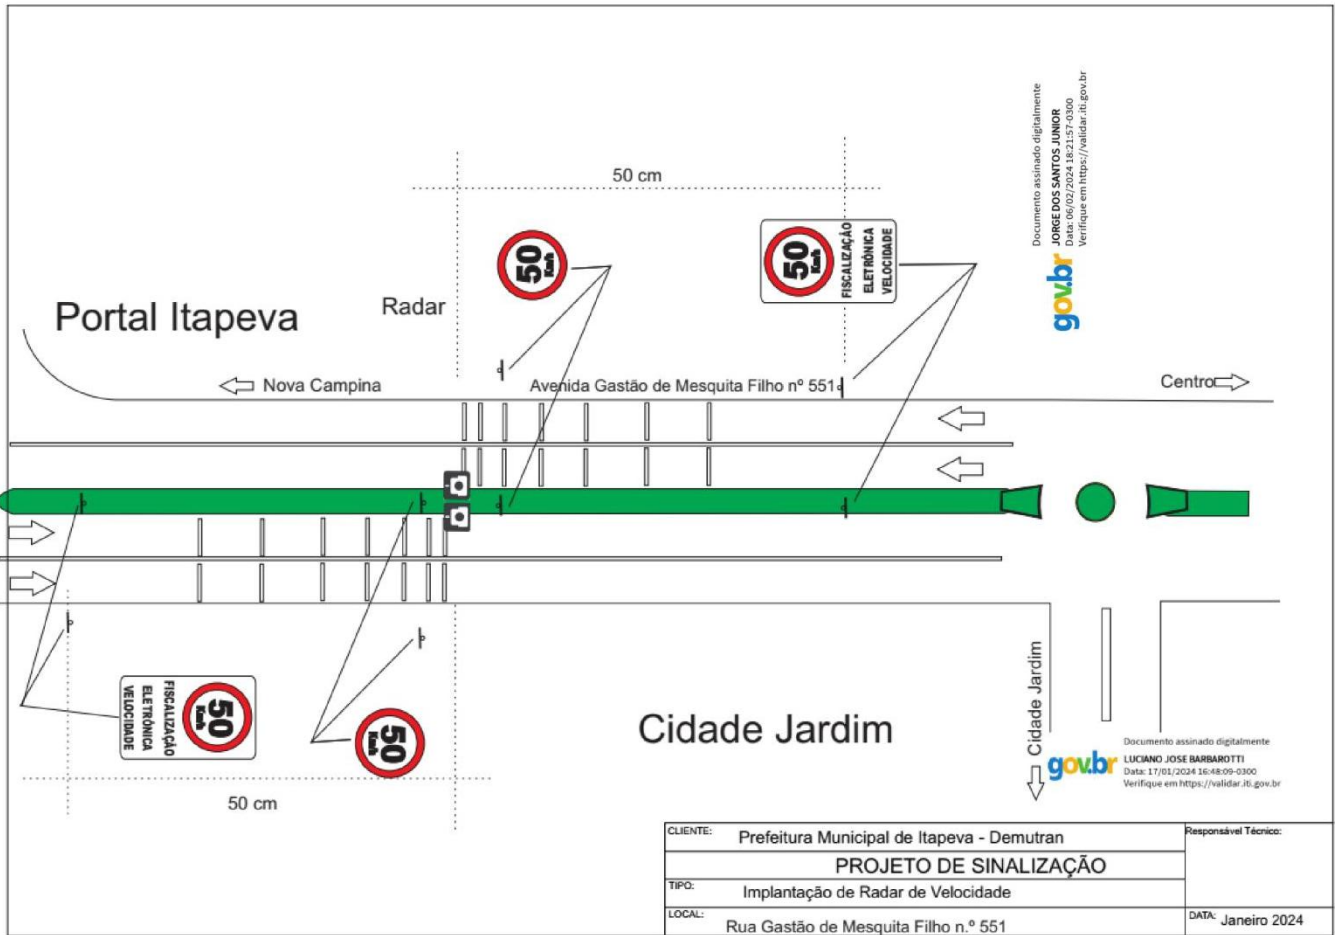 Documento assinado digitalmente
JORGE DOS SANTOS JUNIOR
Data: 06/02/2024 18:21:57-0300
Verifique em https://validar.iti.gov.br
gov.br
50 cm
50
Km/h
50
Km/h
FISCALIZAÇÃO
ELETRÔNICA
VELOCIDADE
Portal Itapeva
Radar
Nova Campina
Avenida Gastão de Mesquita Filho nº 551
Centro
FISCALIZAÇÃO
ELETRÔNICA
VELOCIDADE
50
Km/h
50
Km/h
50 cm
Cidade Jardim
Cidade Jardim
gov.br
Documento assinado digitalmente
LUCIANO JOSE BARBAROTTI
Data: 17/01/2024 16:48:09-0300
Verifique em https://validar.iti.gov.br
CLIENTE: Prefeitura Municipal de Itapeva - Demutran
Responsável Técnico:
PROJETO DE SINALIZAÇÃO
TIPO: Implantação de Radar de Velocidade
LOCAL: Rua Gastão de Mesquita Filho n.º 551
DATA: Janeiro 2024